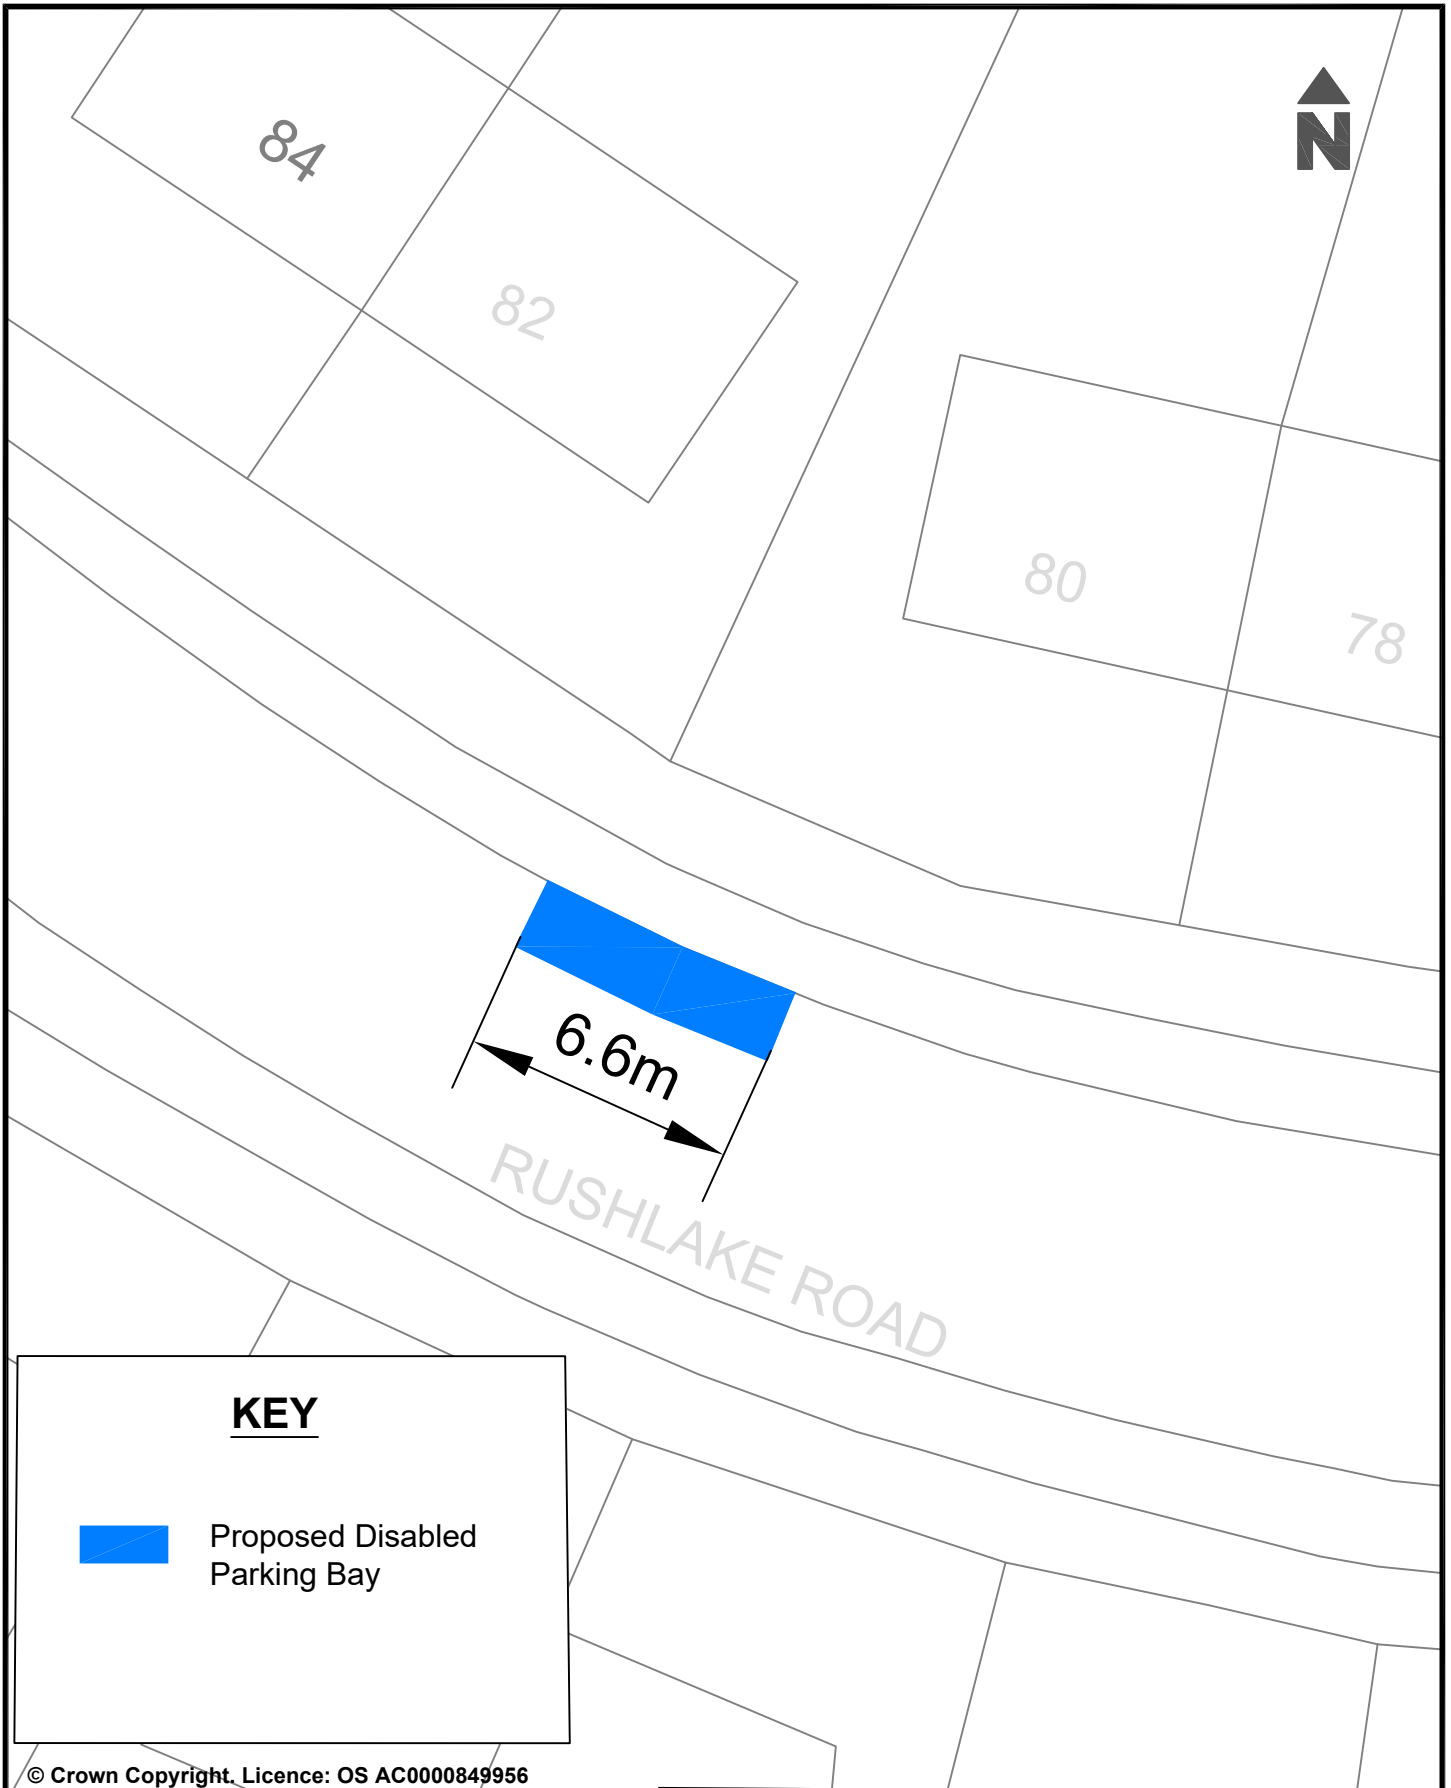 84
N
82
80
78
6.6m
RUSHLAKE ROAD
KEY
Proposed Disabled
Parking Bay
© Crown Copyright. Licence: OS AC0000849956